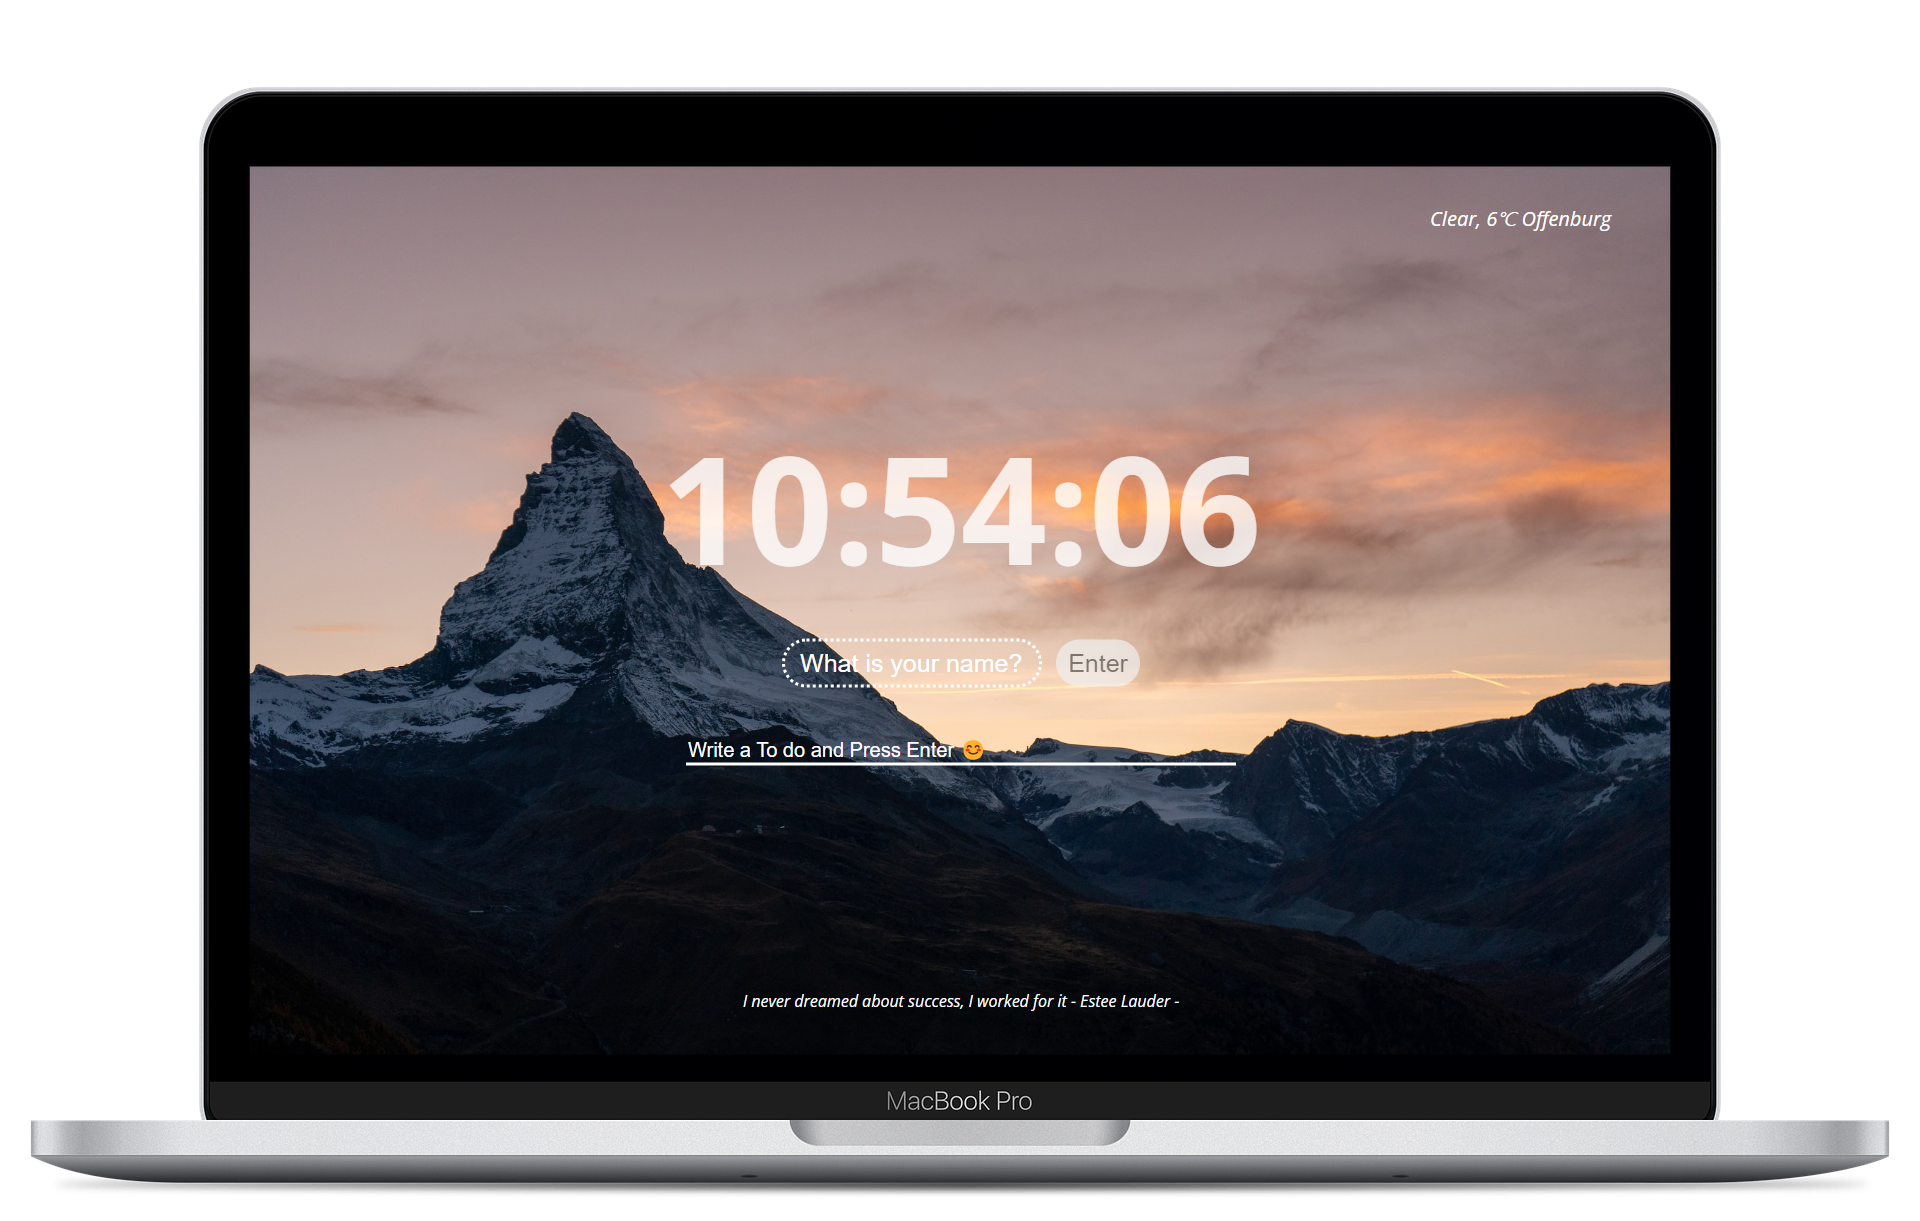 Clear, 6℃ Offenburg
10:54:06
What is your name? Enter
Write a To do and Press Enter 😊
I never dreamed about success, I worked for it - Estee Lauder -
MacBook Pro